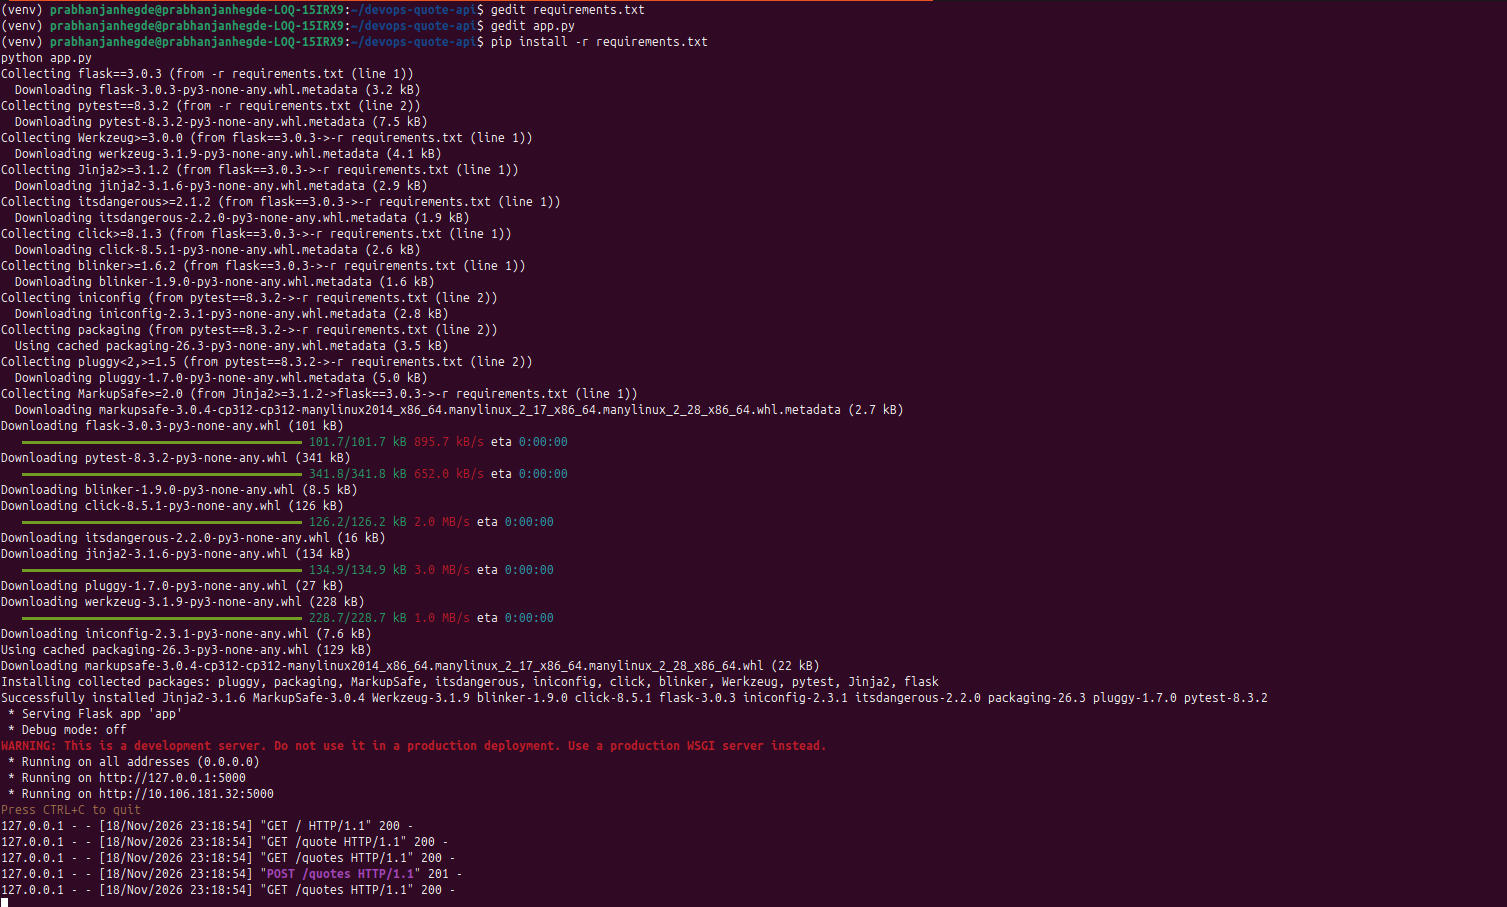 (venv) prabhanjanhegde@prabhanjanhegde-LOQ-15IRX9:~/devops-quote-api$ gedit requirements.txt
(venv) prabhanjanhegde@prabhanjanhegde-LOQ-15IRX9:~/devops-quote-api$ gedit app.py
(venv) prabhanjanhegde@prabhanjanhegde-LOQ-15IRX9:~/devops-quote-api$ pip install -r requirements.txt
python app.py
Collecting flask==3.0.3 (from -r requirements.txt (line 1))
  Downloading flask-3.0.3-py3-none-any.whl.metadata (3.2 kB)
Collecting pytest==8.3.2 (from -r requirements.txt (line 2))
  Downloading pytest-8.3.2-py3-none-any.whl.metadata (7.5 kB)
Collecting Werkzeug>=3.0.0 (from flask==3.0.3->-r requirements.txt (line 1))
  Downloading werkzeug-3.1.9-py3-none-any.whl.metadata (4.1 kB)
Collecting Jinja2>=3.1.2 (from flask==3.0.3->-r requirements.txt (line 1))
  Downloading jinja2-3.1.6-py3-none-any.whl.metadata (2.9 kB)
Collecting itsdangerous>=2.1.2 (from flask==3.0.3->-r requirements.txt (line 1))
  Downloading itsdangerous-2.2.0-py3-none-any.whl.metadata (1.9 kB)
Collecting click>=8.1.3 (from flask==3.0.3->-r requirements.txt (line 1))
  Downloading click-8.5.1-py3-none-any.whl.metadata (2.6 kB)
Collecting blinker>=1.6.2 (from flask==3.0.3->-r requirements.txt (line 1))
  Downloading blinker-1.9.0-py3-none-any.whl.metadata (1.6 kB)
Collecting iniconfig (from pytest==8.3.2->-r requirements.txt (line 2))
  Downloading iniconfig-2.3.1-py3-none-any.whl.metadata (2.8 kB)
Collecting packaging (from pytest==8.3.2->-r requirements.txt (line 2))
  Using cached packaging-26.3-py3-none-any.whl.metadata (3.5 kB)
Collecting pluggy<2,>=1.5 (from pytest==8.3.2->-r requirements.txt (line 2))
  Downloading pluggy-1.7.0-py3-none-any.whl.metadata (5.0 kB)
Collecting MarkupSafe>=2.0 (from Jinja2>=3.1.2->flask==3.0.3->-r requirements.txt (line 1))
  Downloading markupsafe-3.0.4-cp312-cp312-manylinux2014_x86_64.manylinux_2_17_x86_64.manylinux_2_28_x86_64.whl.metadata (2.7 kB)
Downloading flask-3.0.3-py3-none-any.whl (101 kB)
101.7/101.7 kB 895.7 kB/s eta 0:00:00
Downloading pytest-8.3.2-py3-none-any.whl (341 kB)
341.8/341.8 kB 652.0 kB/s eta 0:00:00
Downloading blinker-1.9.0-py3-none-any.whl (8.5 kB)
Downloading click-8.5.1-py3-none-any.whl (126 kB)
126.2/126.2 kB 2.0 MB/s eta 0:00:00
Downloading itsdangerous-2.2.0-py3-none-any.whl (16 kB)
Downloading jinja2-3.1.6-py3-none-any.whl (134 kB)
134.9/134.9 kB 3.0 MB/s eta 0:00:00
Downloading pluggy-1.7.0-py3-none-any.whl (27 kB)
Downloading werkzeug-3.1.9-py3-none-any.whl (228 kB)
228.7/228.7 kB 1.0 MB/s eta 0:00:00
Downloading iniconfig-2.3.1-py3-none-any.whl (7.6 kB)
Using cached packaging-26.3-py3-none-any.whl (129 kB)
Downloading markupsafe-3.0.4-cp312-cp312-manylinux2014_x86_64.manylinux_2_17_x86_64.manylinux_2_28_x86_64.whl (22 kB)
Installing collected packages: pluggy, packaging, MarkupSafe, itsdangerous, iniconfig, click, blinker, Werkzeug, pytest, Jinja2, flask
Successfully installed Jinja2-3.1.6 MarkupSafe-3.0.4 Werkzeug-3.1.9 blinker-1.9.0 click-8.5.1 flask-3.0.3 iniconfig-2.3.1 itsdangerous-2.2.0 packaging-26.3 pluggy-1.7.0 pytest-8.3.2
 * Serving Flask app 'app'
 * Debug mode: off
WARNING: This is a development server. Do not use it in a production deployment. Use a production WSGI server instead.
 * Running on all addresses (0.0.0.0)
 * Running on http://127.0.0.1:5000
 * Running on http://10.106.181.32:5000
Press CTRL+C to quit
127.0.0.1 - - [18/Nov/2026 23:18:54] "GET / HTTP/1.1" 200 -
127.0.0.1 - - [18/Nov/2026 23:18:54] "GET /quote HTTP/1.1" 200 -
127.0.0.1 - - [18/Nov/2026 23:18:54] "GET /quotes HTTP/1.1" 200 -
127.0.0.1 - - [18/Nov/2026 23:18:54] "POST /quotes HTTP/1.1" 201 -
127.0.0.1 - - [18/Nov/2026 23:18:54] "GET /quotes HTTP/1.1" 200 -